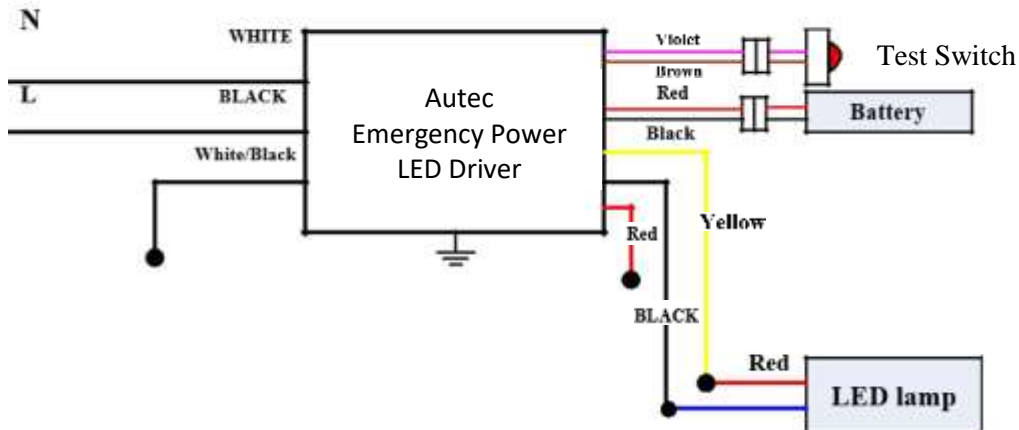 N
WHITE
L
BLACK
White/Black
Autec
Emergency Power
LED Driver
Violet
Brown
Test Switch
Red
Black
Battery
Yellow
Red
BLACK
Red
LED lamp